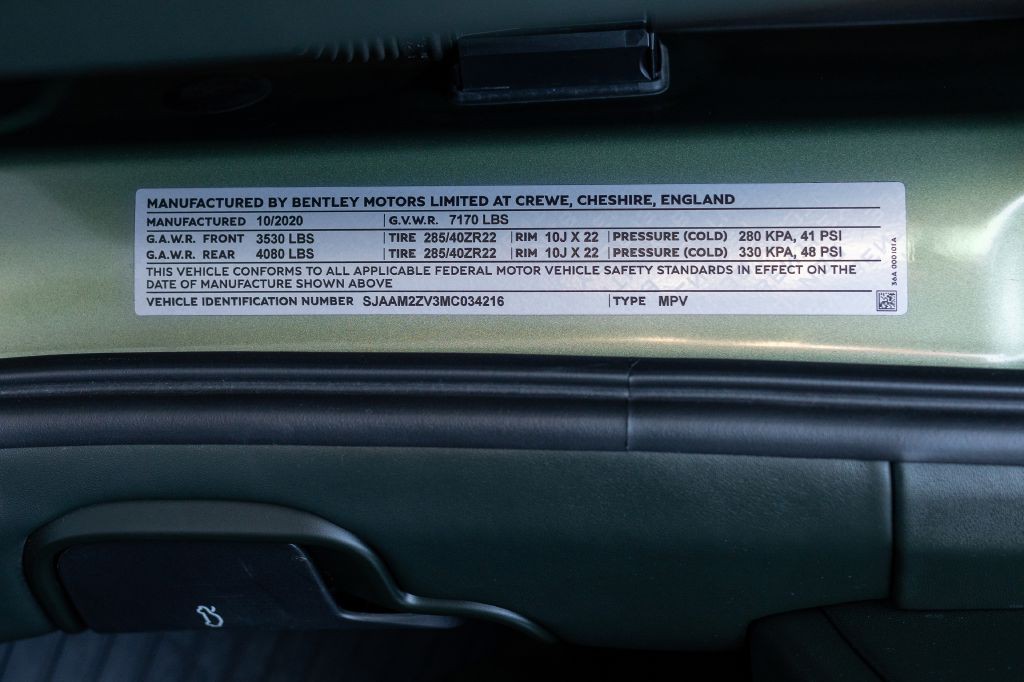 MANUFACTURED BY BENTLEY MOTORS LIMITED AT CREWE, CHESHIRE, ENGLAND
MANUFACTURED 10/2020 G.V.W.R. 7170 LBS
G.A.W.R. FRONT 3530 LBS TIRE 285/40ZR22 RIM 10J X 22 PRESSURE (COLD) 280 KPA, 41 PSI
G.A.W.R. REAR 4080 LBS TIRE 285/40ZR22 RIM 10J X 22 PRESSURE (COLD) 330 KPA, 48 PSI
THIS VEHICLE CONFORMS TO ALL APPLICABLE FEDERAL MOTOR VEHICLE SAFETY STANDARDS IN EFFECT ON THE
DATE OF MANUFACTURE SHOWN ABOVE
VEHICLE IDENTIFICATION NUMBER SJAAM2ZV3MC034216 TYPE MPV
36A 000101A